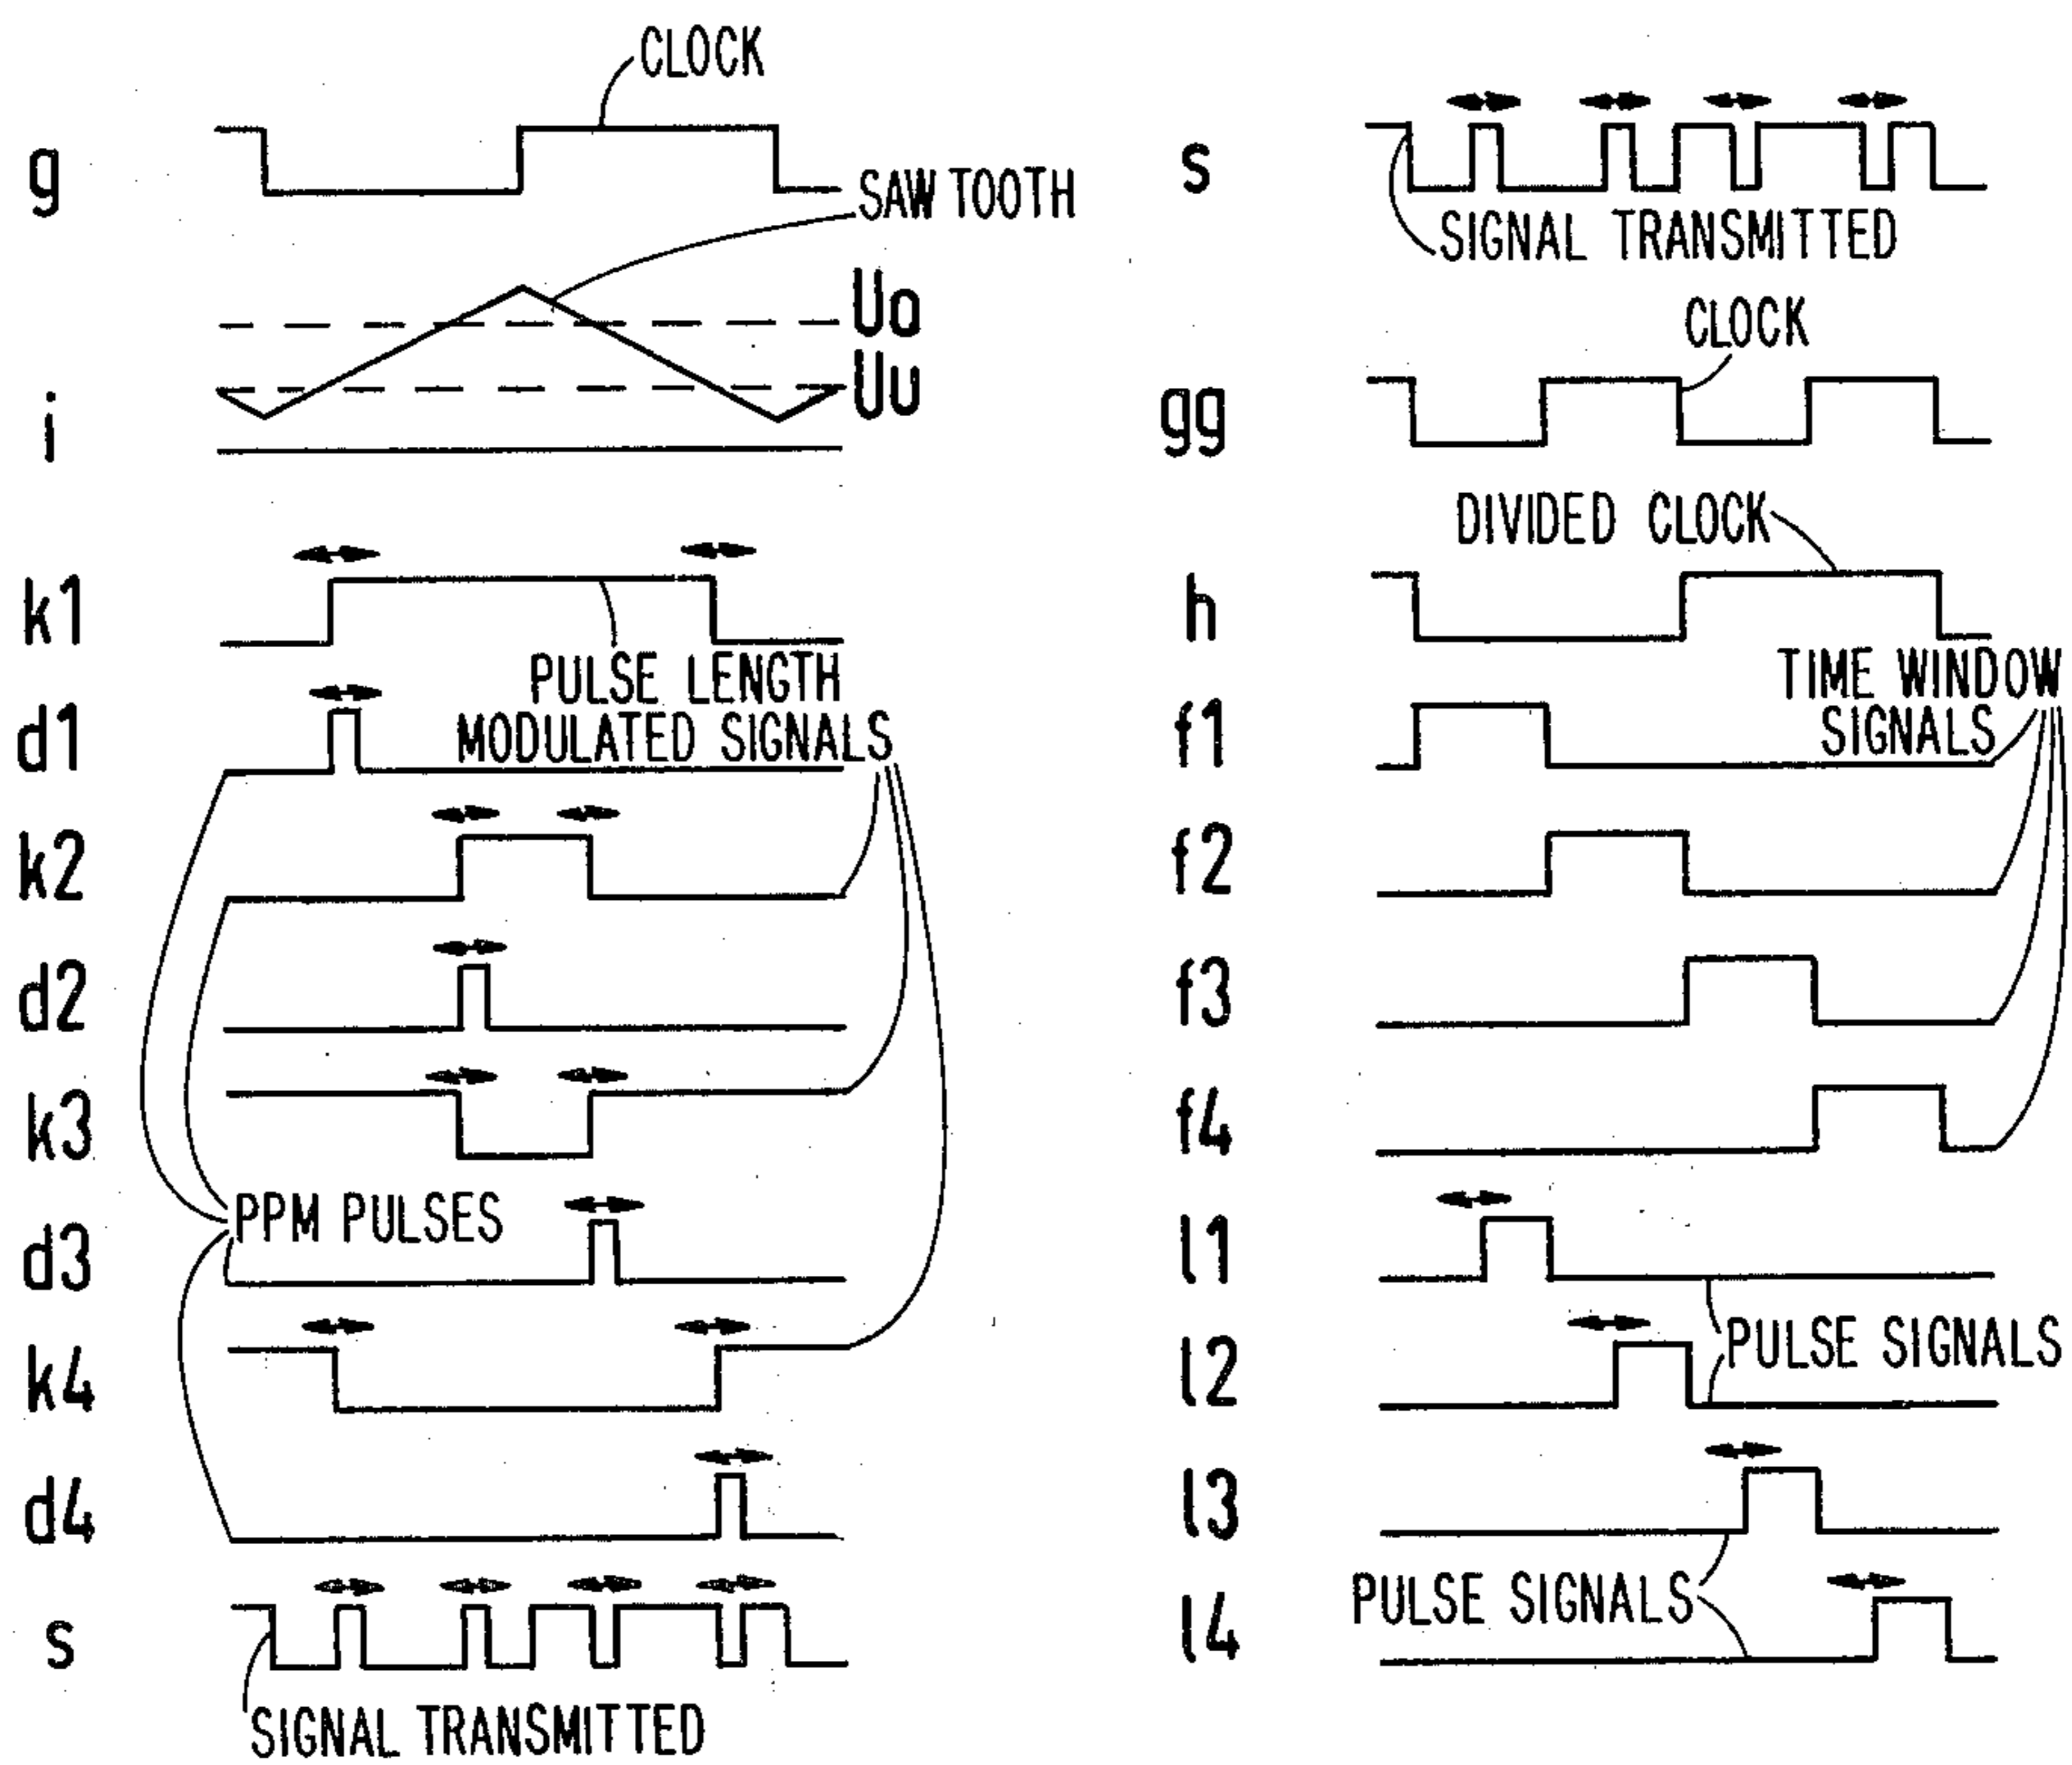 CLOCK
g
SAW TOOTH
Uo
Uu
i
k1
PULSE LENGTH
MODULATED SIGNALS
d1
k2
d2
k3
PPM PULSES
d3
k4
d4
s
SIGNAL TRANSMITTED
s
SIGNAL TRANSMITTED
CLOCK
gg
DIVIDED CLOCK
h
TIME WINDOW
SIGNALS
f1
f2
f3
f4
l1
PULSE SIGNALS
l2
l3
PULSE SIGNALS
l4